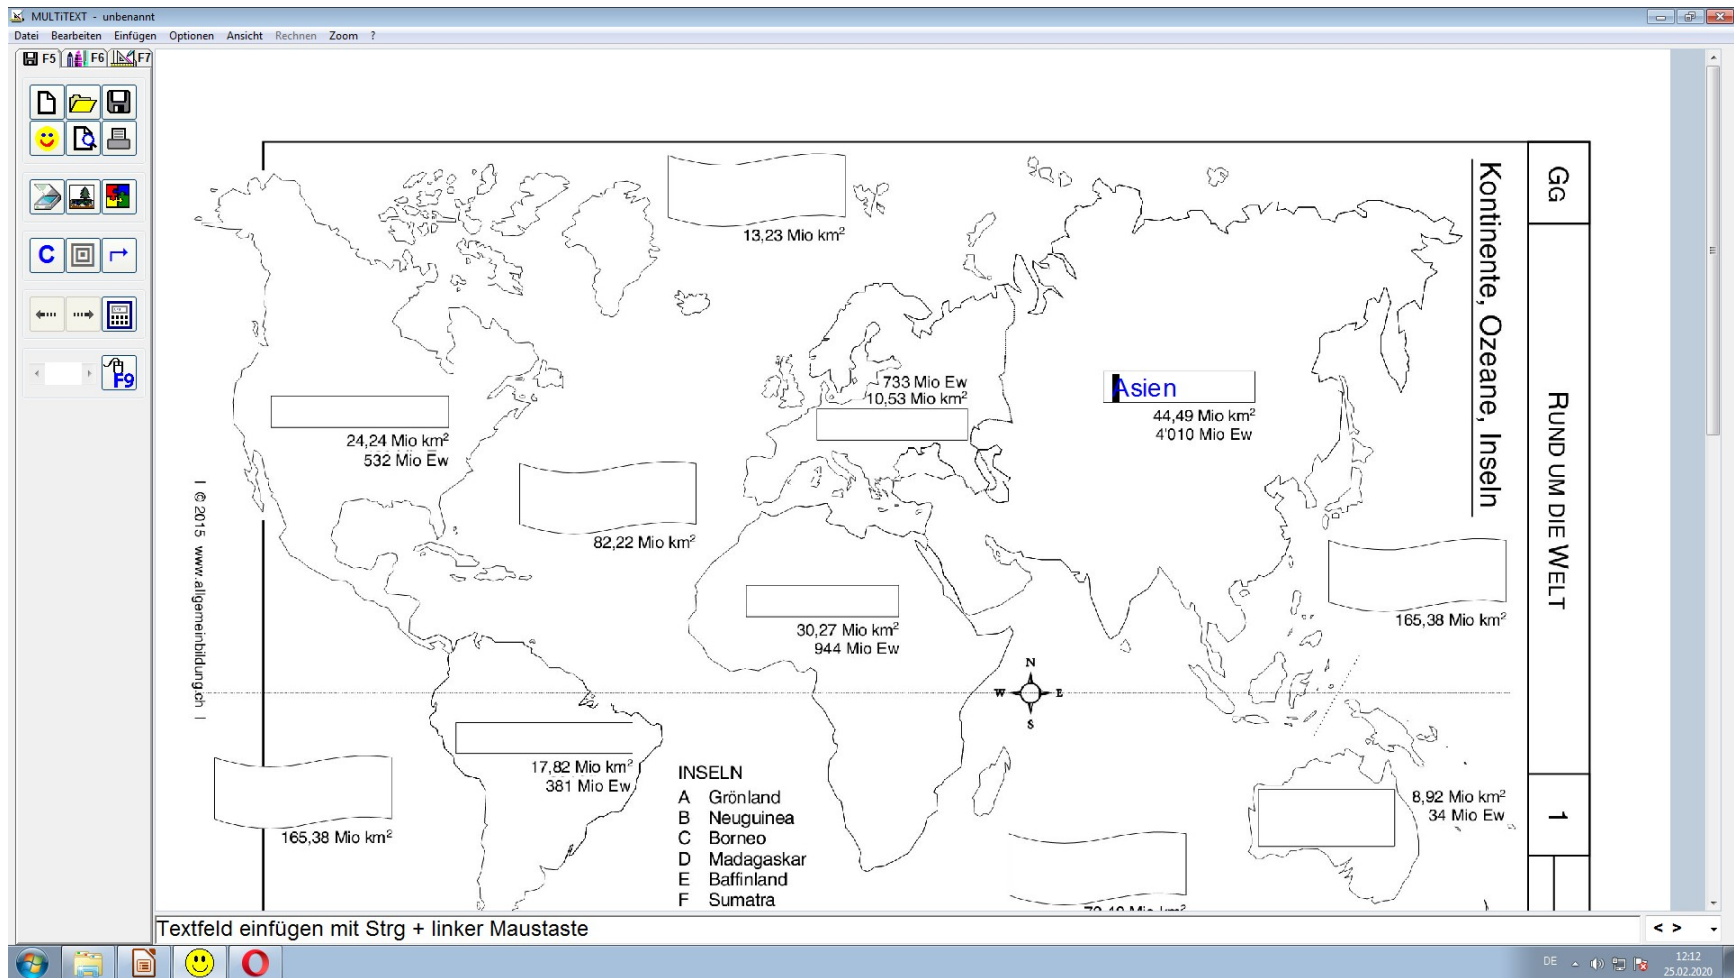 MULTiTEXT - unbenannt
Datei Bearbeiten Einfügen Optionen Ansicht Rechnen Zoom ?
F5 F6 F7
C
F9
13,23 Mio km²
733 Mio Ew
10,53 Mio km²
Asien
44,49 Mio km²
4'010 Mio Ew
24,24 Mio km²
532 Mio Ew
82,22 Mio km²
30,27 Mio km²
944 Mio Ew
165,38 Mio km²
N
W E
S
17,82 Mio km²
381 Mio Ew
165,38 Mio km²
8,92 Mio km²
34 Mio Ew
INSELN
A Grönland
B Neuguinea
C Borneo
D Madagaskar
E Baffinland
F Sumatra
Kontinente, Ozeane, Inseln
GG
RUND UM DIE WELT
1
I © 2015 www.allgemeinbildung.ch I
Textfeld einfügen mit Strg + linker Maustaste
< >
DE
12:12
25.02.2020